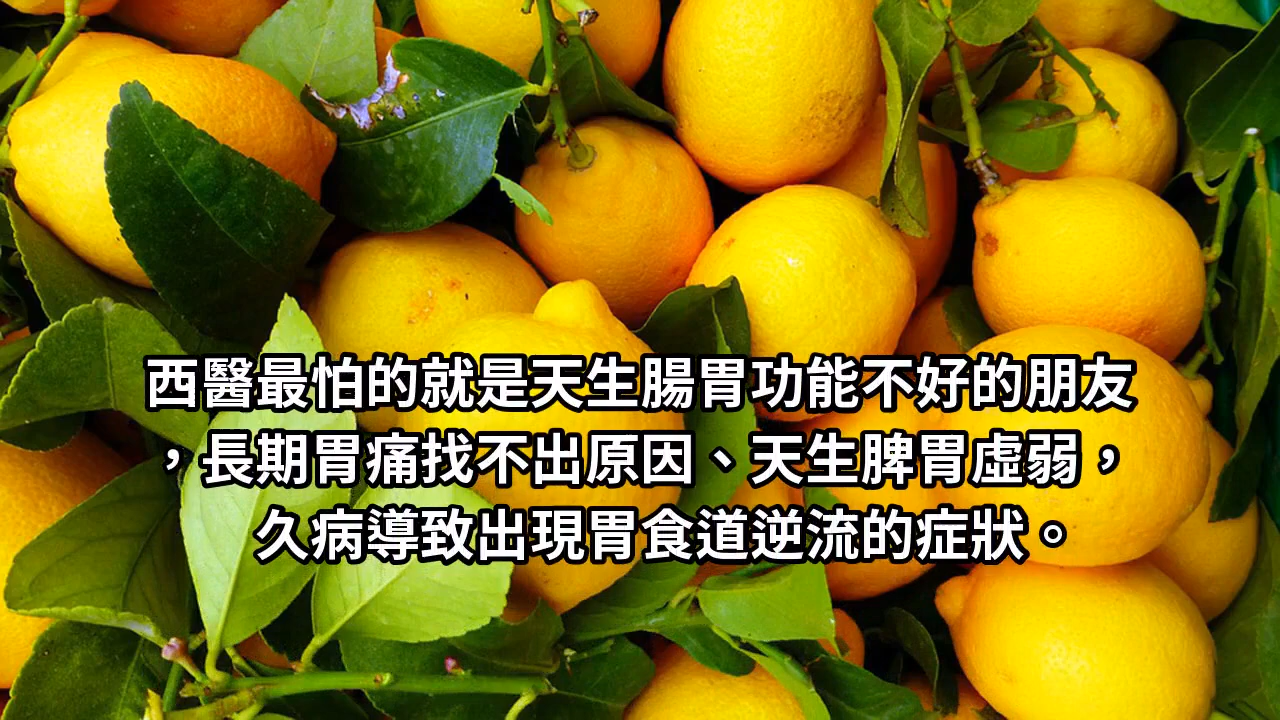 西醫最怕的就是天生腸胃功能不好的朋友
，長期胃痛找不出原因、天生脾胃虛弱，
久病導致出現胃食道逆流的症狀。